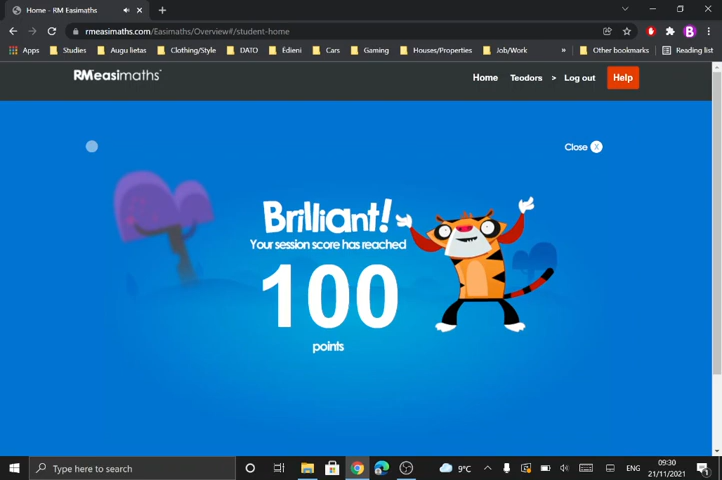 Home - RM Easimaths
rmeasimaths.com/Easimaths/Overview#/student-home
Apps Studies Augu lietas Clothing/Style DATO Edieni Cars Gaming Houses/Properties Job/Work » Other bookmarks Reading list
RMeasimaths Home Teodors > Log out Help
Close X
Brilliant!
Your session score has reached
100
points
Type here to search 9°C ENG 09:30
21/11/2021